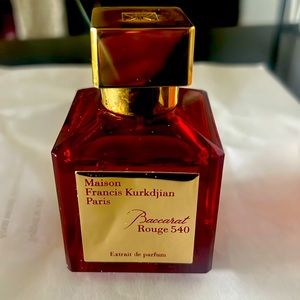 Maison
Francis Kurkdjian
Paris
Baccarat
Rouge 540
Extrait de parfum